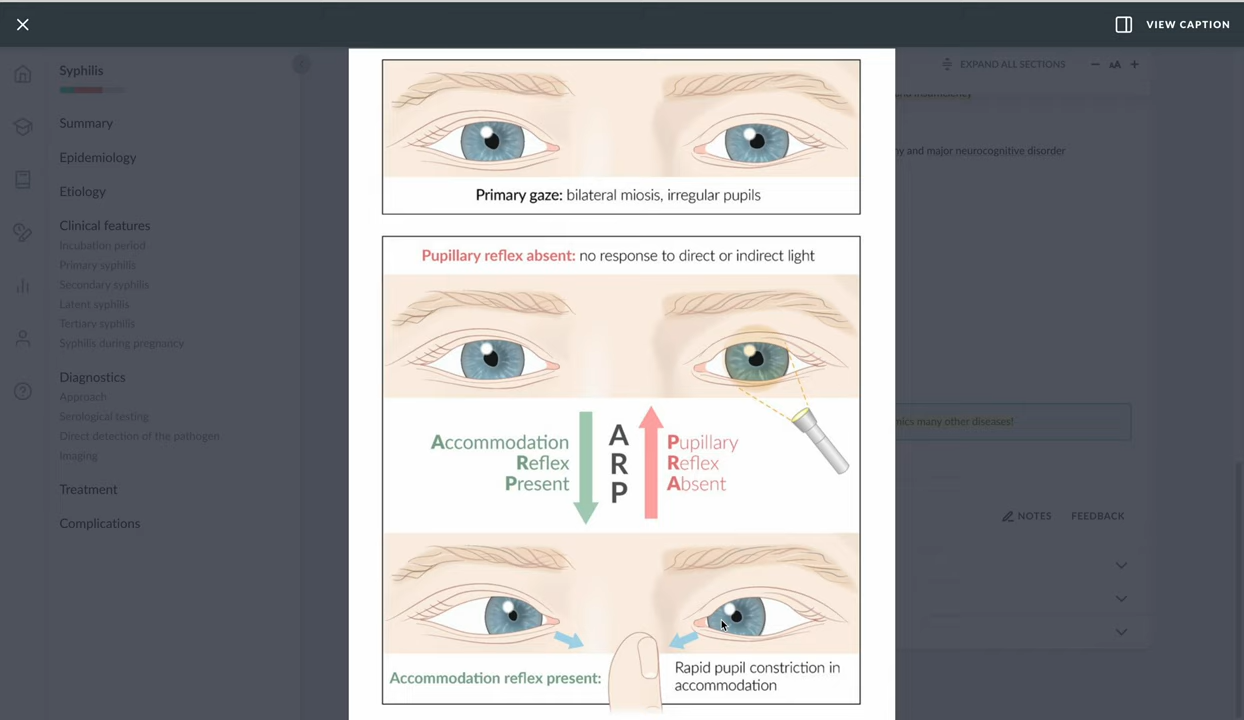 VIEW CAPTION
Syphilis
Summary
Epidemiology
Etiology
Clinical features
Incubation period
Primary syphilis
Secondary syphilis
Latent syphilis
Tertiary syphilis
Syphilis during pregnancy
Diagnostics
Approach
Serological testing
Direct detection of the pathogen
Imaging
Treatment
Complications
Primary gaze: bilateral miosis, irregular pupils
Pupillary reflex absent: no response to direct or indirect light
Accommodation
Reflex
Present
A
R
P
Pupillary
Reflex
Absent
Accommodation reflex present:
Rapid pupil constriction in
accommodation
EXPAND ALL SECTIONS
− AA +
and major neurocognitive disorder
many other diseases!
NOTES
FEEDBACK